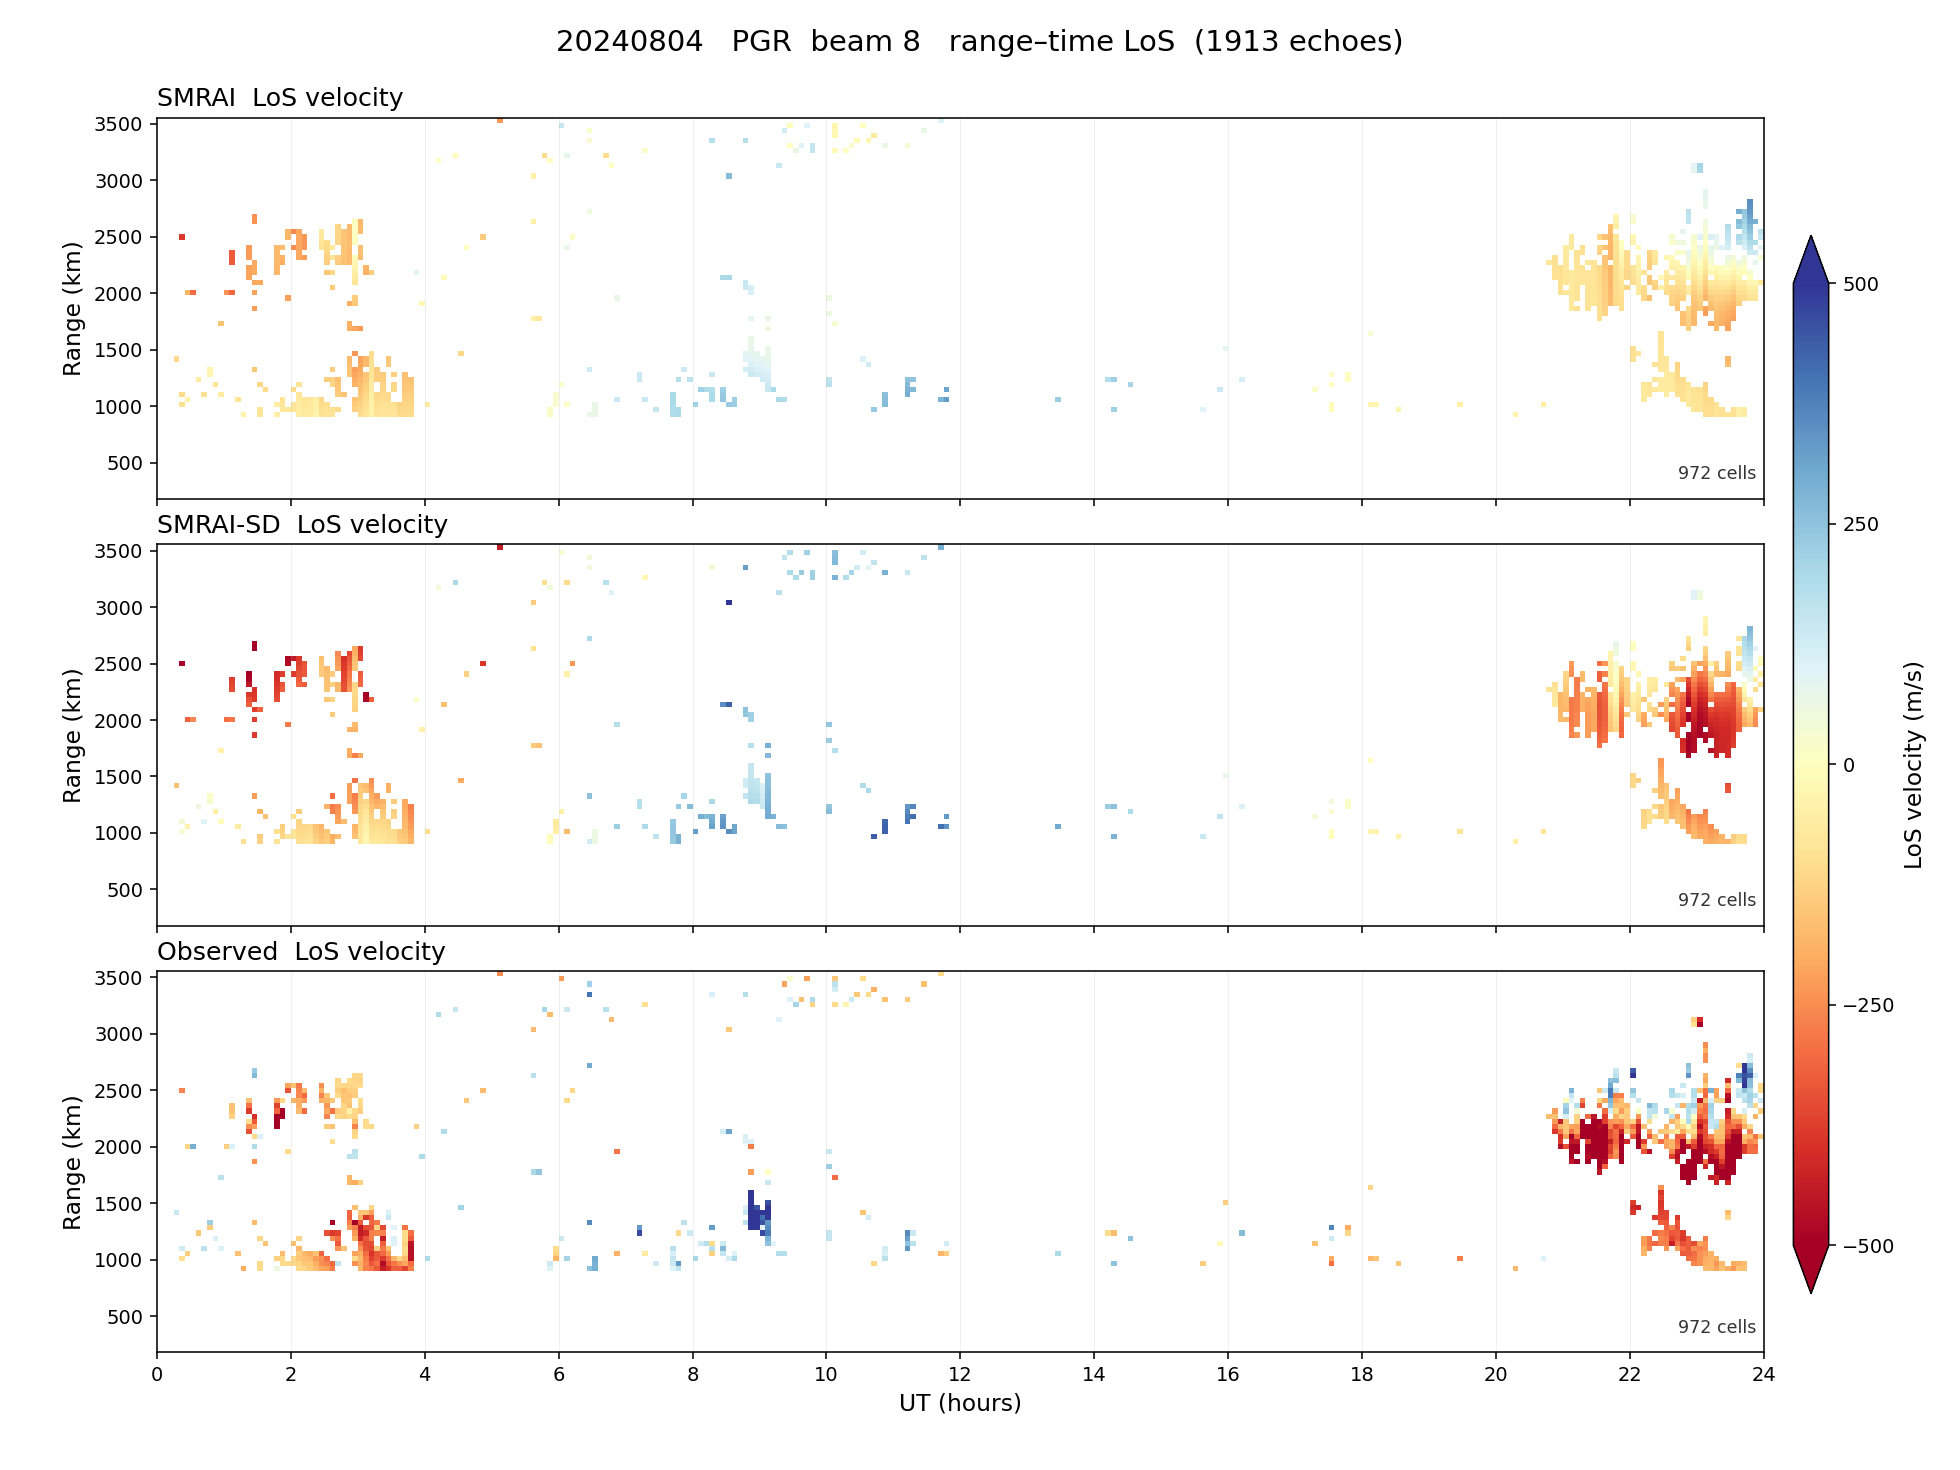 20240804   PGR  beam 8   range–time LoS  (1913 echoes)
SMRAI  LoS velocity
3500
3000
2500
2000
1500
1000
500
Range (km)
972 cells
SMRAI-SD  LoS velocity
3500
3000
2500
2000
1500
1000
500
Range (km)
972 cells
Observed  LoS velocity
3500
3000
2500
2000
1500
1000
500
Range (km)
972 cells
0 2 4 6 8 10 12 14 16 18 20 22 24
UT (hours)
500
250
0
−250
−500
LoS velocity (m/s)